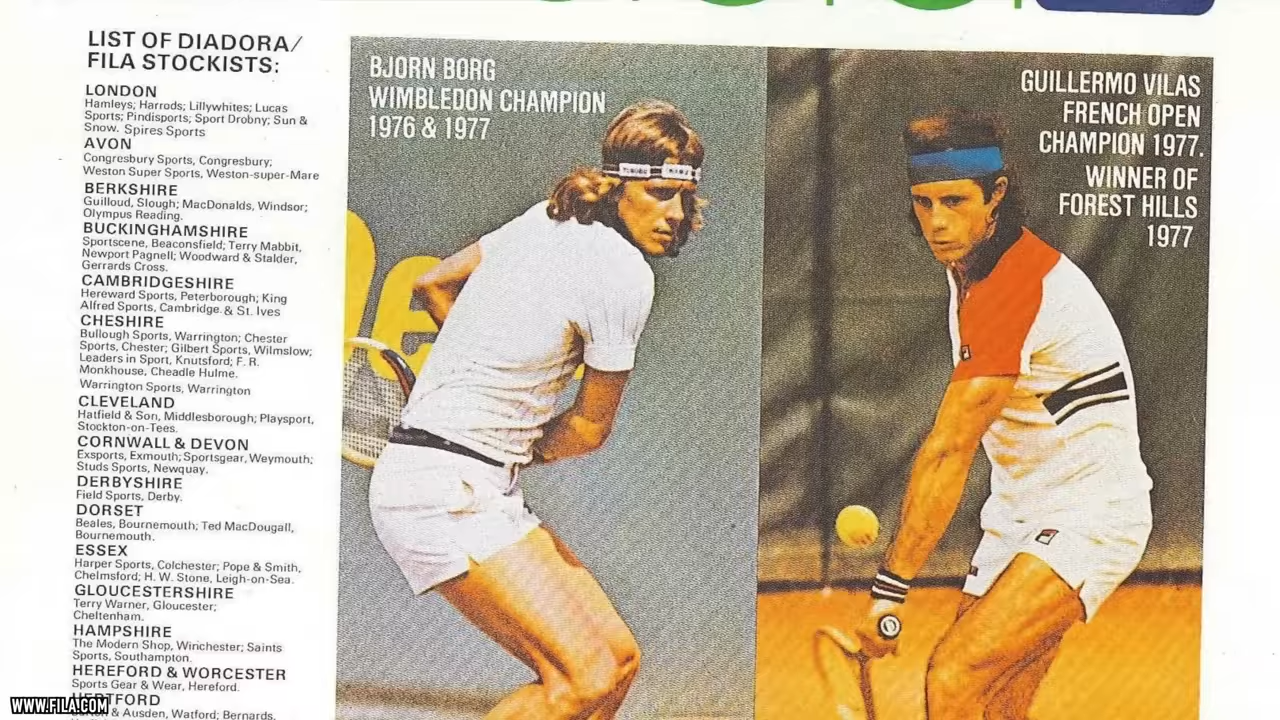 LIST OF DIADORA/
FILA STOCKISTS:
LONDON
Hamleys; Harrods; Lillywhites; Lucas
Sports; Pindisports; Sport Drobny; Sun &
Snow. Spires Sports
AVON
Congresbury Sports, Congresbury;
Weston Super Sports, Weston-super-Mare
BERKSHIRE
Guilloud, Slough; MacDonalds, Windsor;
Olympus Reading.
BUCKINGHAMSHIRE
Sportscene, Beaconsfield; Terry Mabbit,
Newport Pagnell; Woodward & Stalder,
Gerrards Cross.
CAMBRIDGESHIRE
Hereward Sports, Peterborough; King
Alfred Sports, Cambridge. & St. Ives
CHESHIRE
Bullough Sports, Warrington; Chester
Sports, Chester; Gilbert Sports, Wilmslow;
Leaders in Sport, Knutsford; F. R.
Monkhouse, Cheadle Hulme.
Warrington Sports, Warrington
CLEVELAND
Hatfield & Son, Middlesborough; Playsport,
Stockton-on-Tees.
CORNWALL & DEVON
Exsports, Exmouth; Sportsgear, Weymouth;
Studs Sports, Newquay.
DERBYSHIRE
Field Sports, Derby.
DORSET
Beales, Bournemouth; Ted MacDougall,
Bournemouth.
ESSEX
Harper Sports, Colchester; Pope & Smith,
Chelmsford; H. W. Stone, Leigh-on-Sea.
GLOUCESTERSHIRE
Terry Warner, Gloucester;
Cheltenham.
HAMPSHIRE
The Modern Shop, Winchester; Saints
Sports, Southampton.
HEREFORD & WORCESTER
Sports Gear & Wear, Hereford.
& Ausden, Watford; Bernards,
BJORN BORG
WIMBLEDON CHAMPION
1976 & 1977
GUILLERMO VILAS
FRENCH OPEN
CHAMPION 1977.
WINNER OF
FOREST HILLS
1977
WWW.FILA.COM